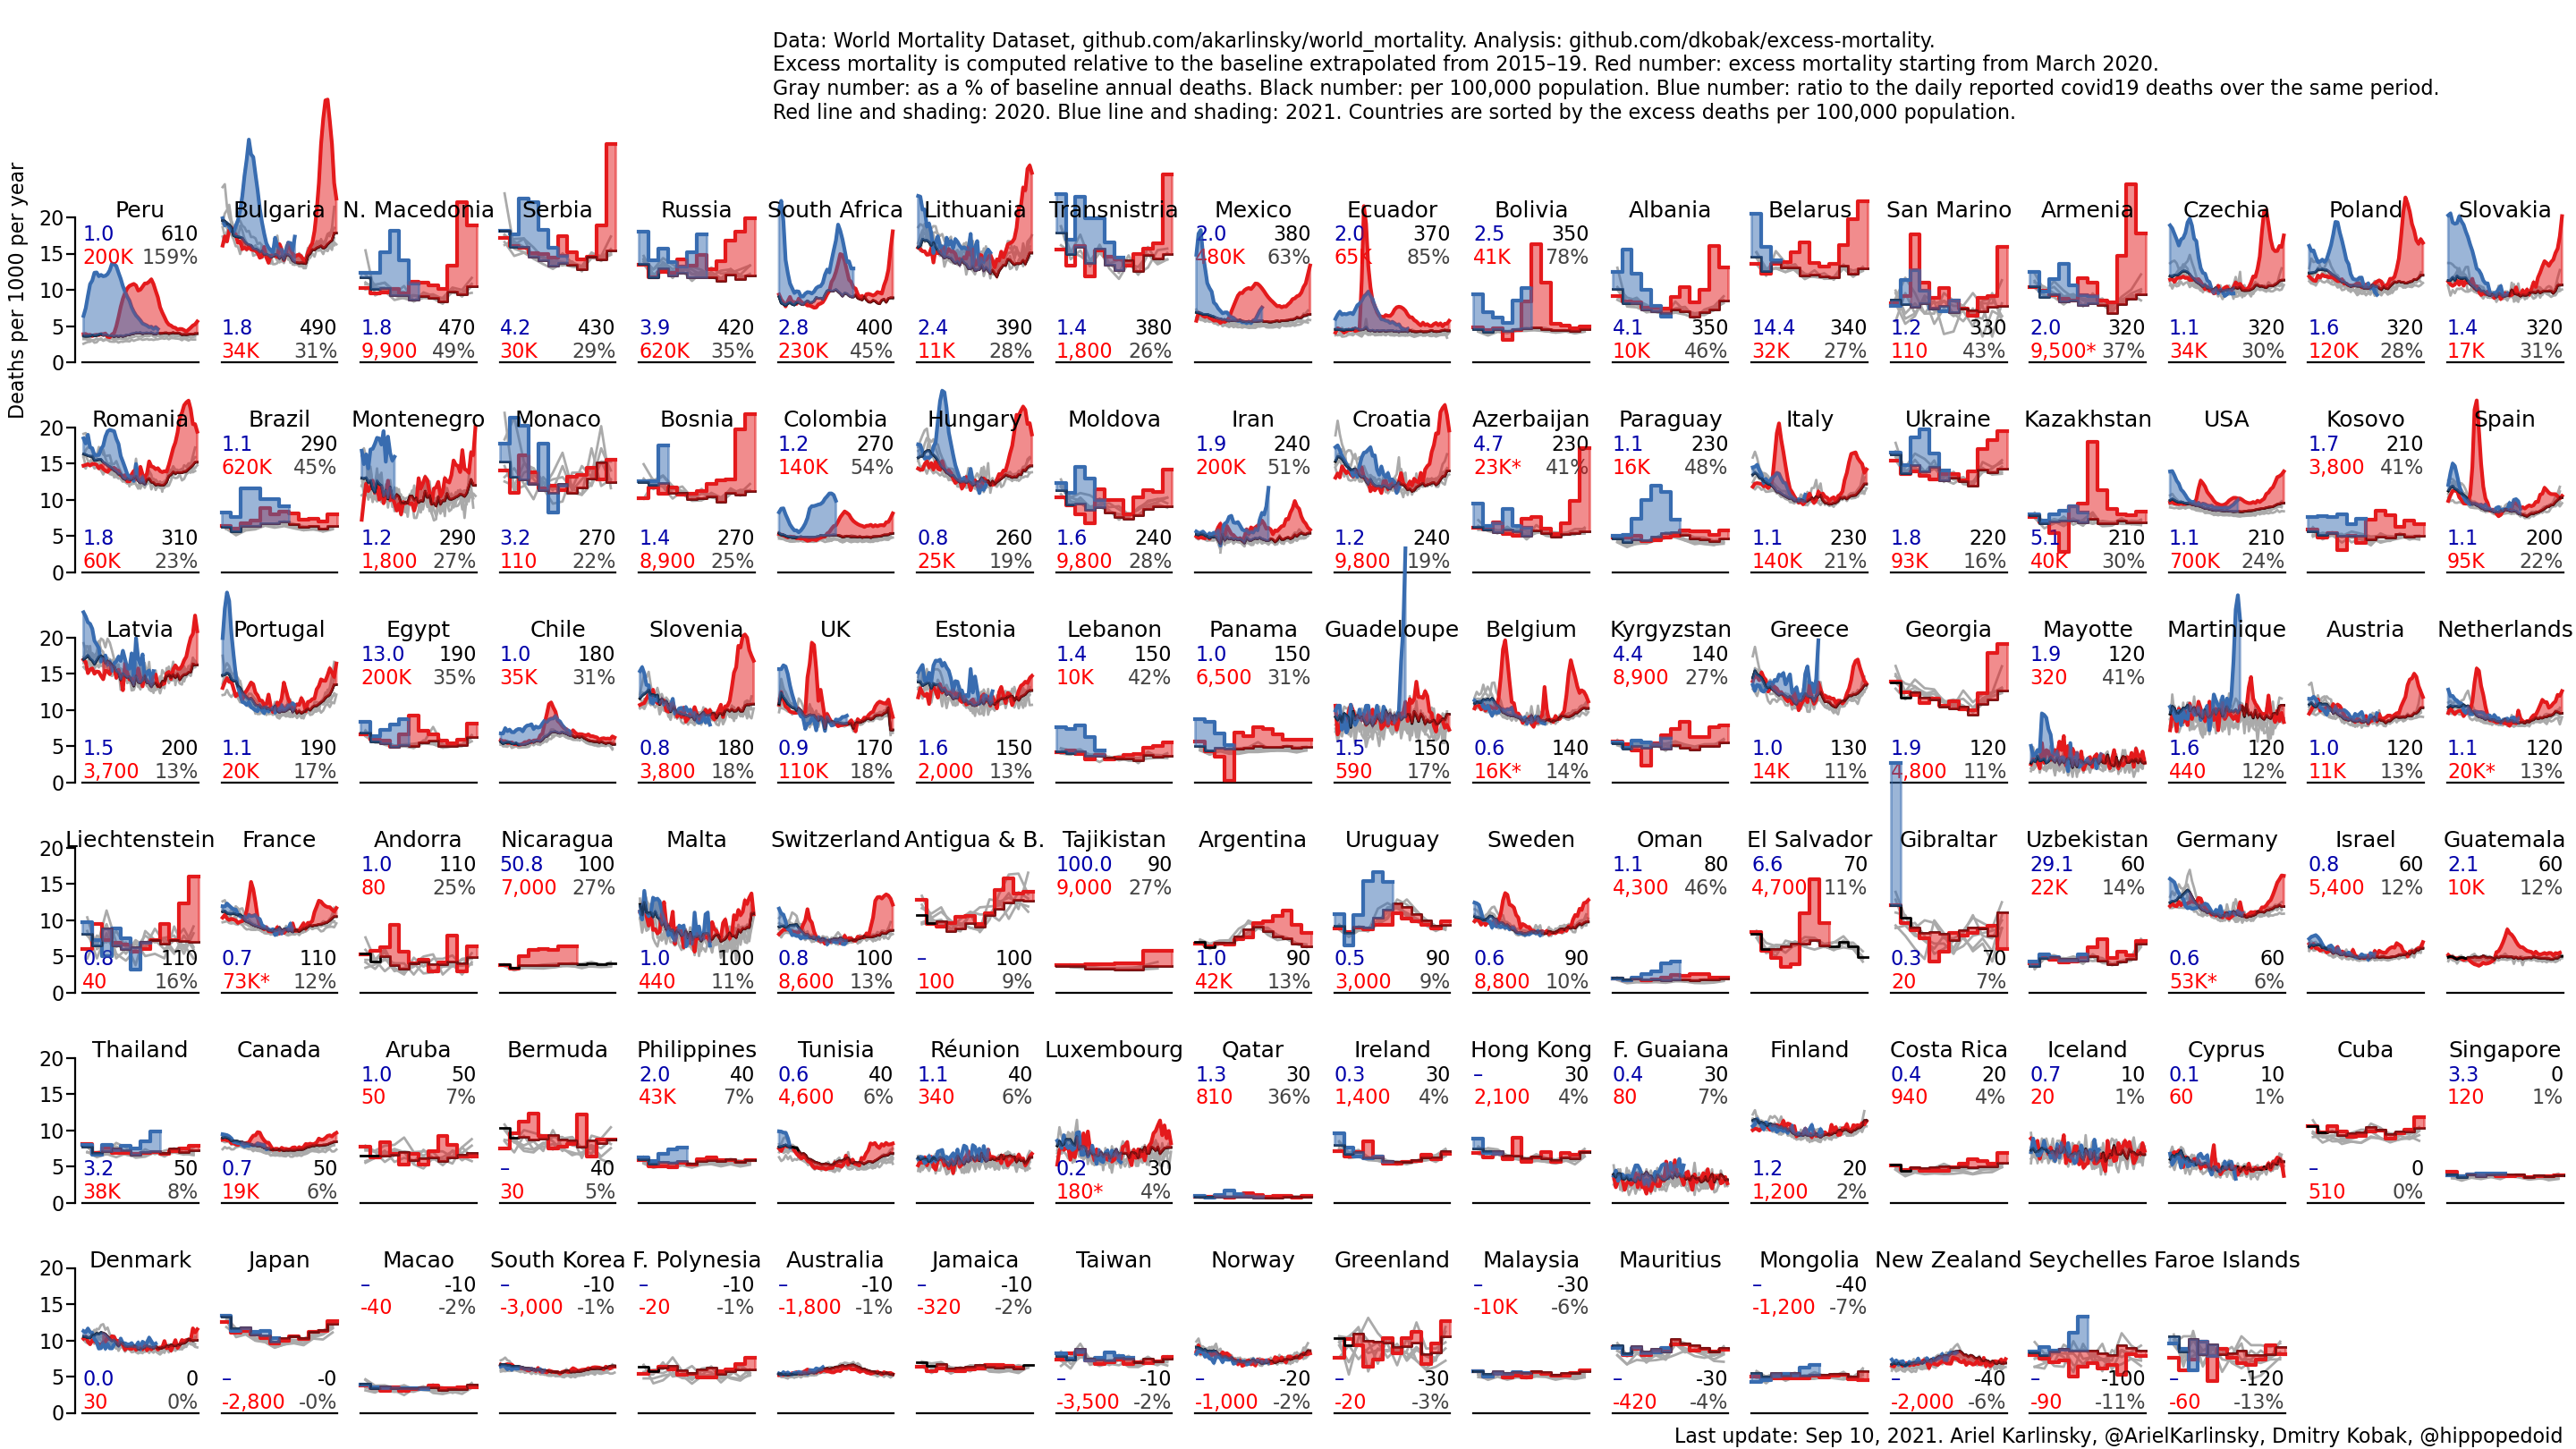 Data: World Mortality Dataset, github.com/akarlinsky/world_mortality. Analysis: github.com/dkobak/excess-mortality.
Excess mortality is computed relative to the baseline extrapolated from 2015–19. Red number: excess mortality starting from March 2020.
Gray number: as a % of baseline annual deaths. Black number: per 100,000 population. Blue number: ratio to the daily reported covid19 deaths over the same period.
Red line and shading: 2020. Blue line and shading: 2021. Countries are sorted by the excess deaths per 100,000 population.
Deaths per 1000 per year
20
15
10
5
0
Peru
1.0 610
200K 159%
Bulgaria
1.8 490
34K 31%
N. Macedonia
1.8 470
9,900 49%
Serbia
4.2 430
30K 29%
Russia
3.9 420
620K 35%
South Africa
2.8 400
230K 45%
Lithuania
2.4 390
11K 28%
Transnistria
1.4 380
1,800 26%
Mexico
2.0 380
480K 63%
Ecuador
2.0 370
65K 85%
Bolivia
2.5 350
41K 78%
Albania
4.1 350
10K 46%
Belarus
14.4 340
32K 27%
San Marino
1.2 330
110 43%
Armenia
2.0 320
9,500* 37%
Czechia
1.1 320
34K 30%
Poland
1.6 320
120K 28%
Slovakia
1.4 320
17K 31%
20
15
10
5
0
Romania
1.8 310
60K 23%
Brazil
1.1 290
620K 45%
Montenegro
1.2 290
1,800 27%
Monaco
3.2 270
110 22%
Bosnia
1.4 270
8,900 25%
Colombia
1.2 270
140K 54%
Hungary
0.8 260
25K 19%
Moldova
1.6 240
9,800 28%
Iran
1.9 240
200K 51%
Croatia
1.2 240
9,800 19%
Azerbaijan
4.7 230
23K* 41%
Paraguay
1.1 230
16K 48%
Italy
1.1 230
140K 21%
Ukraine
1.8 220
93K 16%
Kazakhstan
5.1 210
40K 30%
USA
1.1 210
700K 24%
Kosovo
1.7 210
3,800 41%
Spain
1.1 200
95K 22%
20
15
10
5
0
Latvia
1.5 200
3,700 13%
Portugal
1.1 190
20K 17%
Egypt
13.0 190
200K 35%
Chile
1.0 180
35K 31%
Slovenia
0.8 180
3,800 18%
UK
0.9 170
110K 18%
Estonia
1.6 150
2,000 13%
Lebanon
1.4 150
10K 42%
Panama
1.0 150
6,500 31%
Guadeloupe
1.5 150
590 17%
Belgium
0.6 140
16K* 14%
Kyrgyzstan
4.4 140
8,900 27%
Greece
1.0 130
14K 11%
Georgia
1.9 120
4,800 11%
Mayotte
1.9 120
320 41%
Martinique
1.6 120
440 12%
Austria
1.0 120
11K 13%
Netherlands
1.1 120
20K* 13%
20
15
10
5
0
Liechtenstein
0.8 110
40 16%
France
0.7 110
73K* 12%
Andorra
1.0 110
80 25%
Nicaragua
50.8 100
7,000 27%
Malta
1.0 100
440 11%
Switzerland
0.8 100
8,600 13%
Antigua & B.
– 100
100 9%
Tajikistan
100.0 90
9,000 27%
Argentina
1.0 90
42K 13%
Uruguay
0.5 90
3,000 9%
Sweden
0.6 90
8,800 10%
Oman
1.1 80
4,300 46%
El Salvador
6.6 70
4,700 11%
Gibraltar
0.3 70
20 7%
Uzbekistan
29.1 60
22K 14%
Germany
0.6 60
53K* 6%
Israel
0.8 60
5,400 12%
Guatemala
2.1 60
10K 12%
20
15
10
5
0
Thailand
3.2 50
38K 8%
Canada
0.7 50
19K 6%
Aruba
1.0 50
50 7%
Bermuda
– 40
30 5%
Philippines
2.0 40
43K 7%
Tunisia
0.6 40
4,600 6%
Réunion
1.1 40
340 6%
Luxembourg
0.2 30
180* 4%
Qatar
1.3 30
810 36%
Ireland
0.3 30
1,400 4%
Hong Kong
– 30
2,100 4%
F. Guaiana
0.4 30
80 7%
Finland
1.2 20
1,200 2%
Costa Rica
0.4 20
940 4%
Iceland
0.7 10
20 1%
Cyprus
0.1 10
60 1%
Cuba
– 0
510 0%
Singapore
3.3 0
120 1%
20
15
10
5
0
Denmark
0.0 0
30 0%
Japan
– -0
-2,800 -0%
Macao
– -10
-40 -2%
South Korea
– -10
-3,000 -1%
F. Polynesia
– -10
-20 -1%
Australia
– -10
-1,800 -1%
Jamaica
– -10
-320 -2%
Taiwan
– -10
-3,500 -2%
Norway
– -20
-1,000 -2%
Greenland
– -30
-20 -3%
Malaysia
– -30
-10K -6%
Mauritius
– -30
-420 -4%
Mongolia
– -40
-1,200 -7%
New Zealand
– -40
-2,000 -6%
Seychelles
– -100
-90 -11%
Faroe Islands
– -120
-60 -13%
Last update: Sep 10, 2021. Ariel Karlinsky, @ArielKarlinsky, Dmitry Kobak, @hippopedoid